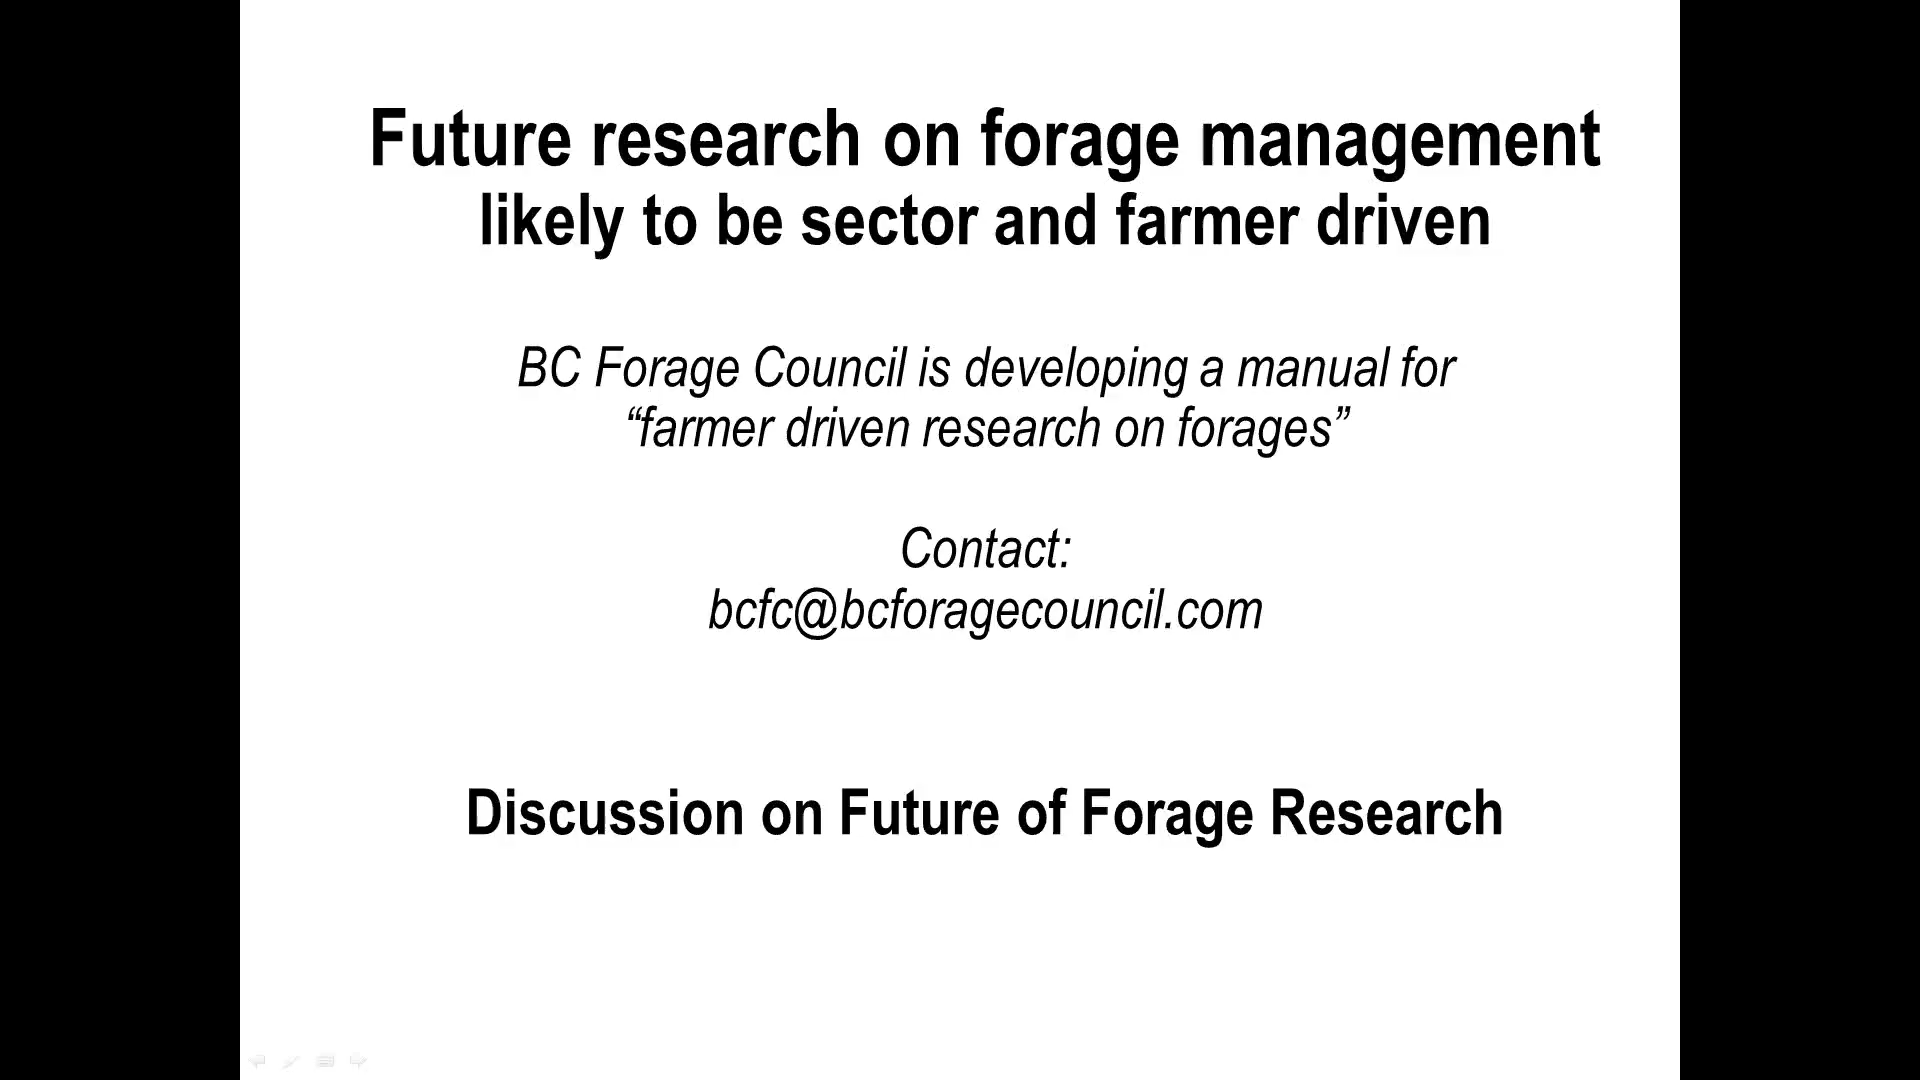 Future research on forage management
likely to be sector and farmer driven
BC Forage Council is developing a manual for
“farmer driven research on forages”
Contact:
bcfc@bcforagecouncil.com
Discussion on Future of Forage Research